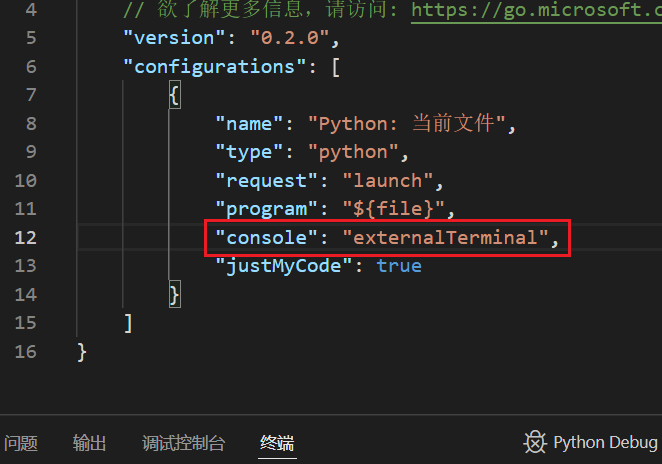 4 // 欲了解更多信息，请访问: https://go.microsoft.c
5 "version": "0.2.0",
6 "configurations": [
7 {
8 "name": "Python: 当前文件",
9 "type": "python",
10 "request": "launch",
11 "program": "${file}",
12 "console": "externalTerminal",
13 "justMyCode": true
14 }
15 ]
16 }
问题 输出 调试控制台 终端 Python Debug